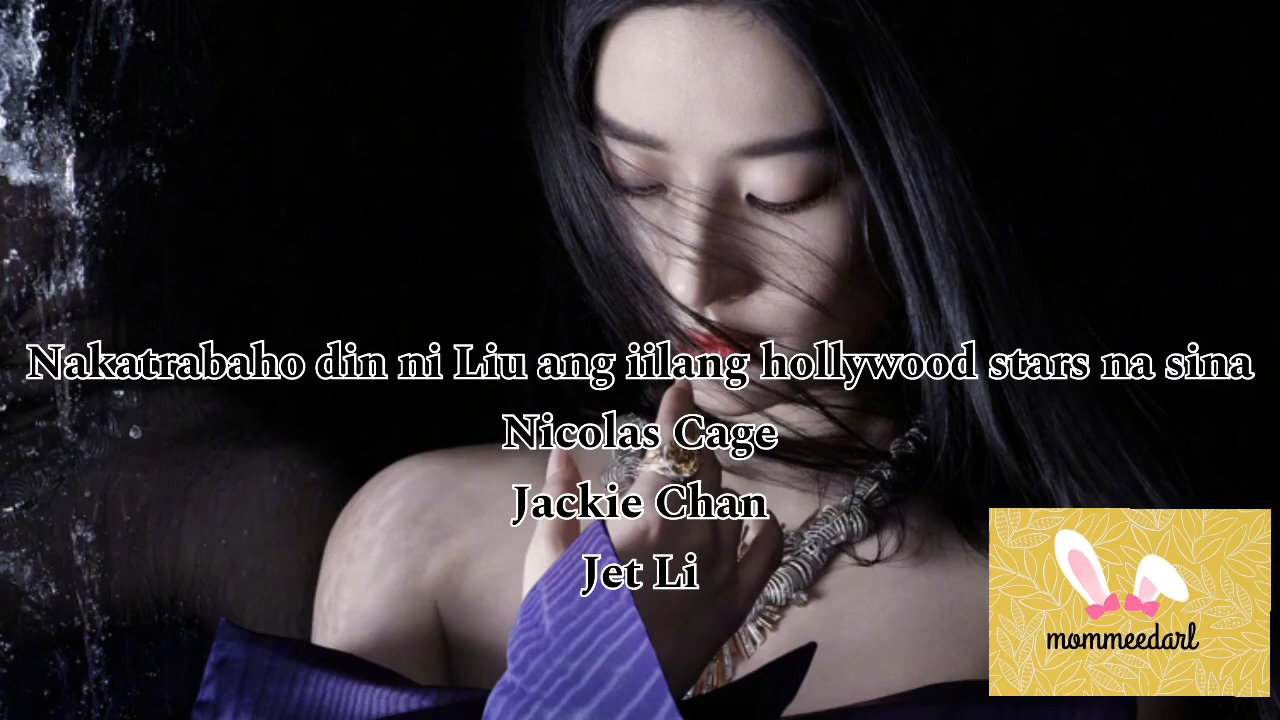 Nakatrabaho din ni Liu ang iilang hollywood stars na sina
Nicolas Cage
Jackie Chan
Jet Li
mommeedarl